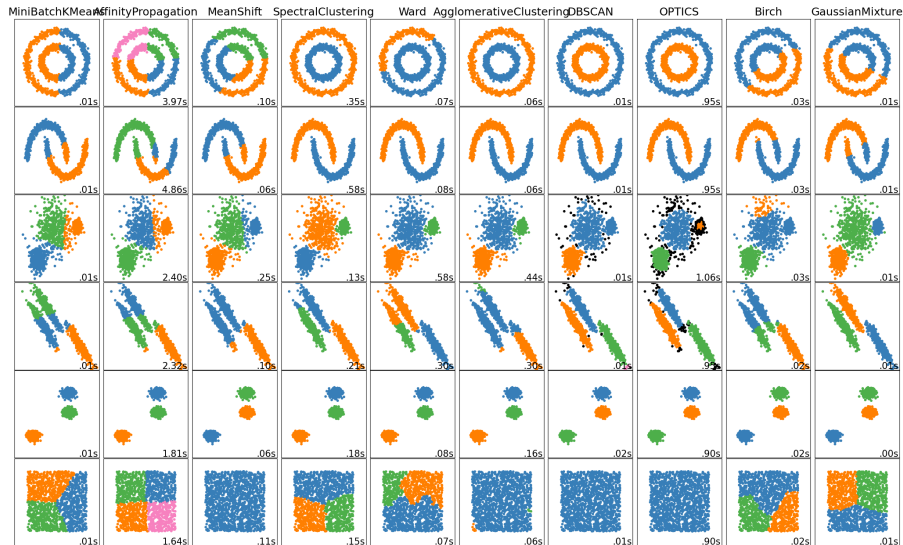 MiniBatchKMeans AffinityPropagation MeanShift SpectralClustering Ward AgglomerativeClustering DBSCAN OPTICS Birch GaussianMixture
.01s 3.97s .10s .35s .07s .06s .01s .95s .03s .01s
.01s 4.86s .06s .58s .08s .06s .01s .95s .03s .01s
.01s 2.40s .25s .13s .58s .44s .01s 1.06s .03s .01s
.01s 2.32s .10s .21s .30s .30s .01s .95s .02s .01s
.01s 1.81s .06s .18s .08s .16s .02s .90s .02s .00s
.01s 1.64s .11s .15s .07s .06s .01s .90s .02s .01s